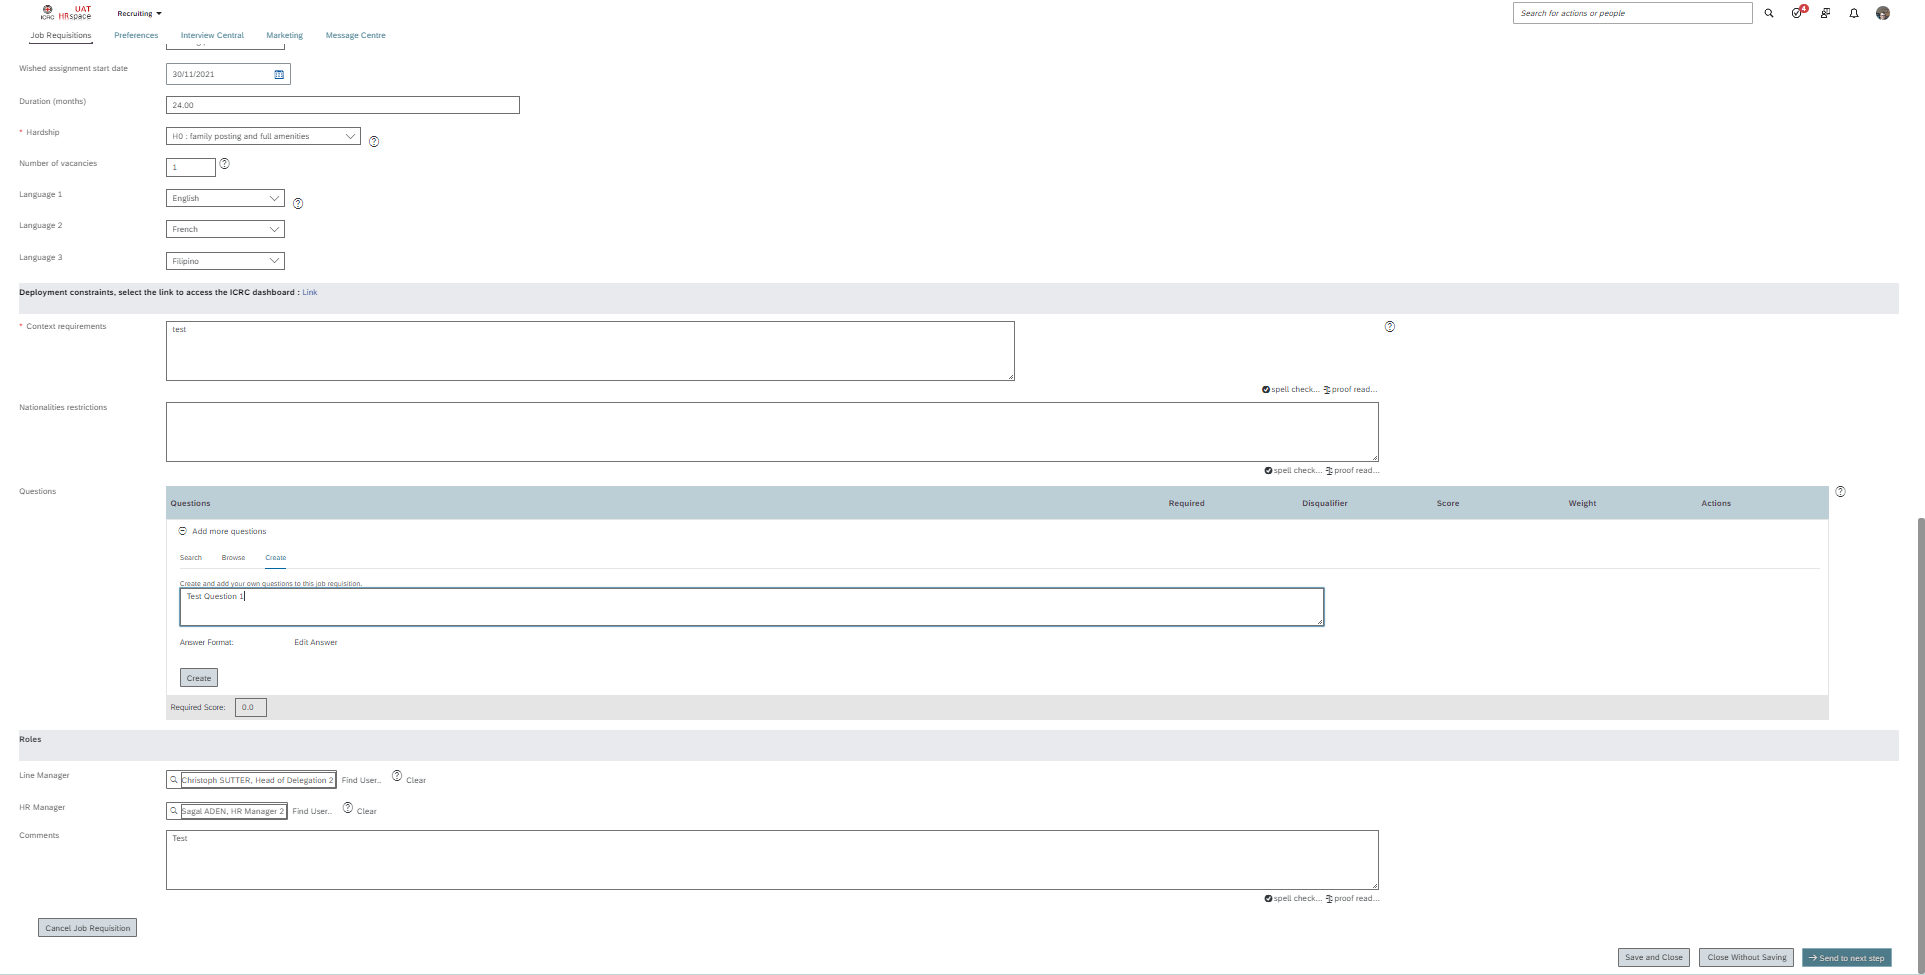 ICRC UAT HRspace Recruiting Search for actions or people 4
Job Requisitions Preferences Interview Central Marketing Message Centre
Wished assignment start date 30/11/2021
Duration (months) 24.00
* Hardship H0 : family posting and full amenities
Number of vacancies 1
Language 1 English
Language 2 French
Language 3 Filipino
Deployment constraints, select the link to access the ICRC dashboard : Link
* Context requirements test
spell check... proof read...
Nationalities restrictions
spell check... proof read...
Questions
Questions Required Disqualifier Score Weight Actions
Add more questions
Search Browse Create
Create and add your own questions to this job requisition.
Test Question 1
Answer Format: Edit Answer
Create
Required Score: 0.0
Roles
Line Manager Christoph SUTTER, Head of Delegation 2 Find User... Clear
HR Manager Sagal ADEN, HR Manager 2 Find User... Clear
Comments Test
spell check... proof read...
Cancel Job Requisition
Save and Close Close Without Saving Send to next step